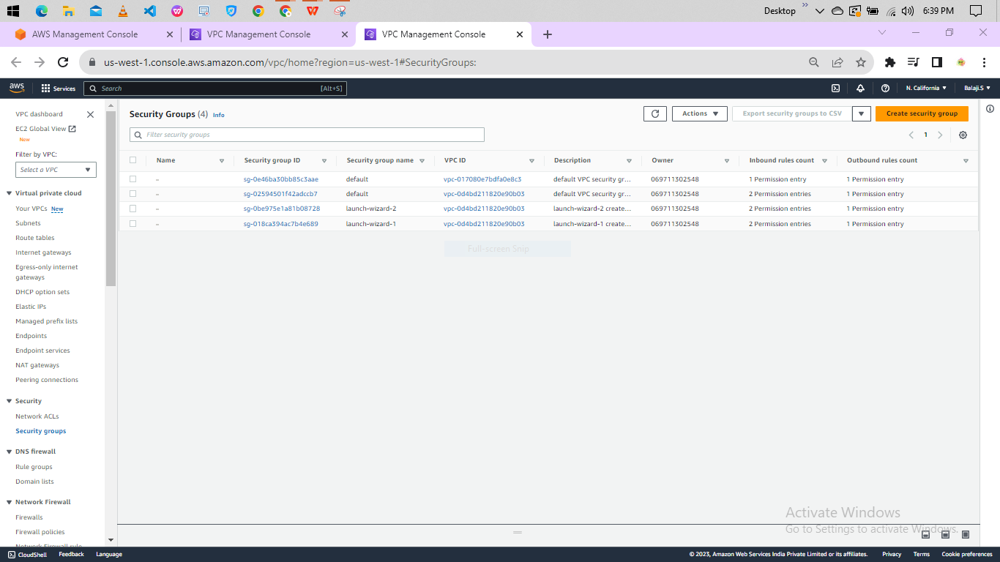 Desktop
6:39 PM
AWS Management Console
VPC Management Console
VPC Management Console
us-west-1.console.aws.amazon.com/vpc/home?region=us-west-1#SecurityGroups:
aws
Services
Search
[Alt+S]
N. California
Balaji.S
VPC dashboard
EC2 Global View
New
Filter by VPC:
Select a VPC
Virtual private cloud
Your VPCs New
Subnets
Route tables
Internet gateways
Egress-only internet
gateways
DHCP option sets
Elastic IPs
Managed prefix lists
Endpoints
Endpoint services
NAT gateways
Peering connections
Security
Network ACLs
Security groups
DNS firewall
Rule groups
Domain lists
Network Firewall
Firewalls
Firewall policies
Network Firewall rule
Security Groups (4) Info
Actions
Export security groups to CSV
Create security group
Filter security groups
1
Name Security group ID Security group name VPC ID Description Owner Inbound rules count Outbound rules count
– sg-0e46ba30bb85c3aae default vpc-017080e7bdfa0e8c3 default VPC security gr... 069711302548 1 Permission entry 1 Permission entry
– sg-02594501f42adccb7 default vpc-0d4bd211820e90b03 default VPC security gr... 069711302548 2 Permission entries 1 Permission entry
– sg-0be975e1a81b08728 launch-wizard-2 vpc-0d4bd211820e90b03 launch-wizard-2 create... 069711302548 2 Permission entries 1 Permission entry
– sg-018ca394ac7b4e689 launch-wizard-1 vpc-0d4bd211820e90b03 launch-wizard-1 create... 069711302548 2 Permission entries 1 Permission entry
Full-screen Snip
Activate Windows
Go to Settings to activate Windows.
CloudShell
Feedback
Language
© 2023, Amazon Web Services India Private Limited or its affiliates.
Privacy
Terms
Cookie preferences